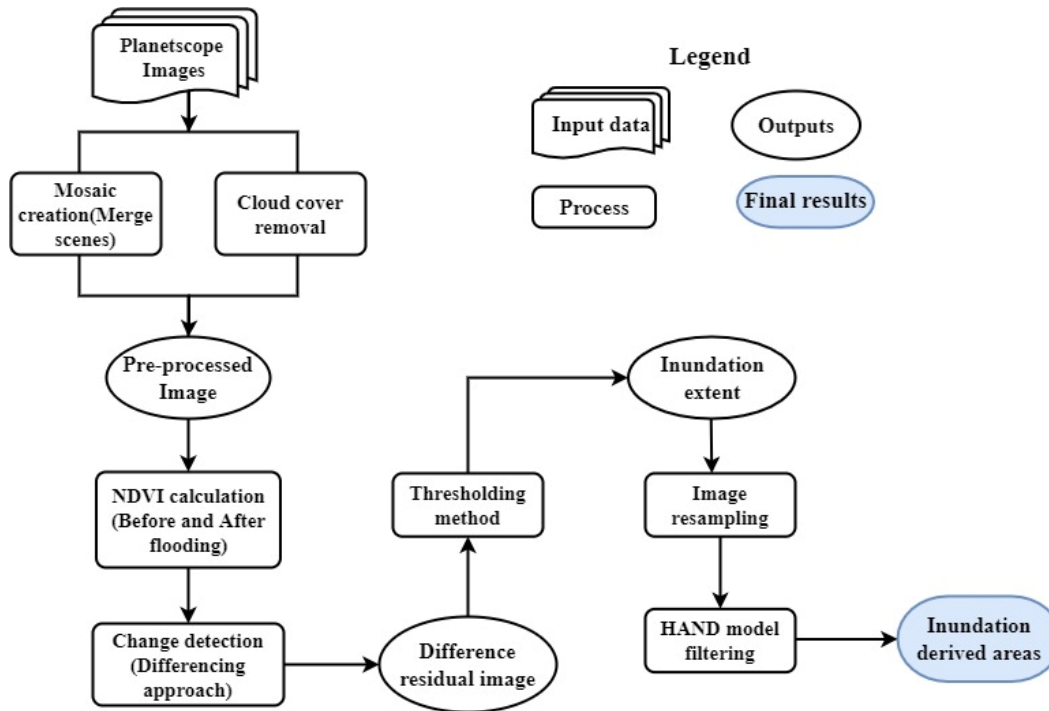 Planetscope
Images
Legend
Input data
Outputs
Process
Final results
Mosaic
creation(Merge
scenes)
Cloud cover
removal
Pre-processed
Image
NDVI calculation
(Before and After
flooding)
Change detection
(Differencing
approach)
Difference
residual image
Thresholding
method
Inundation
extent
Image
resampling
HAND model
filtering
Inundation
derived areas